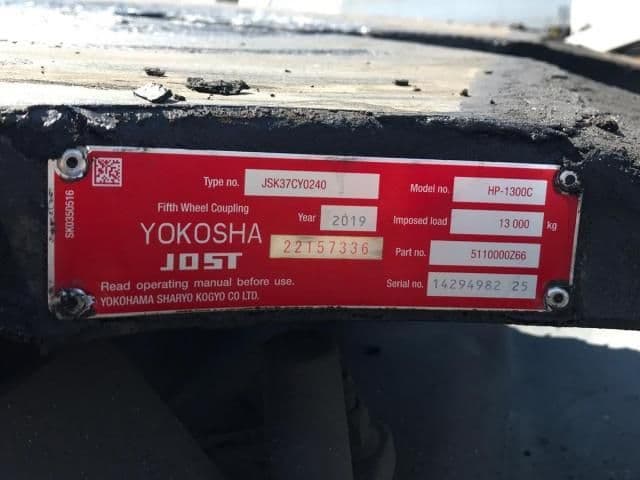 SK0350516
Type no. JSK37CY0240
Model no. HP-1300C
Fifth Wheel Coupling
Year 2019
Imposed load 13 000 kg
YOKOSHA
22T57336
Part no. 5110000Z66
JOST
Serial no. 14294982 25
Read operating manual before use.
YOKOHAMA SHARYO KOGYO CO LTD.